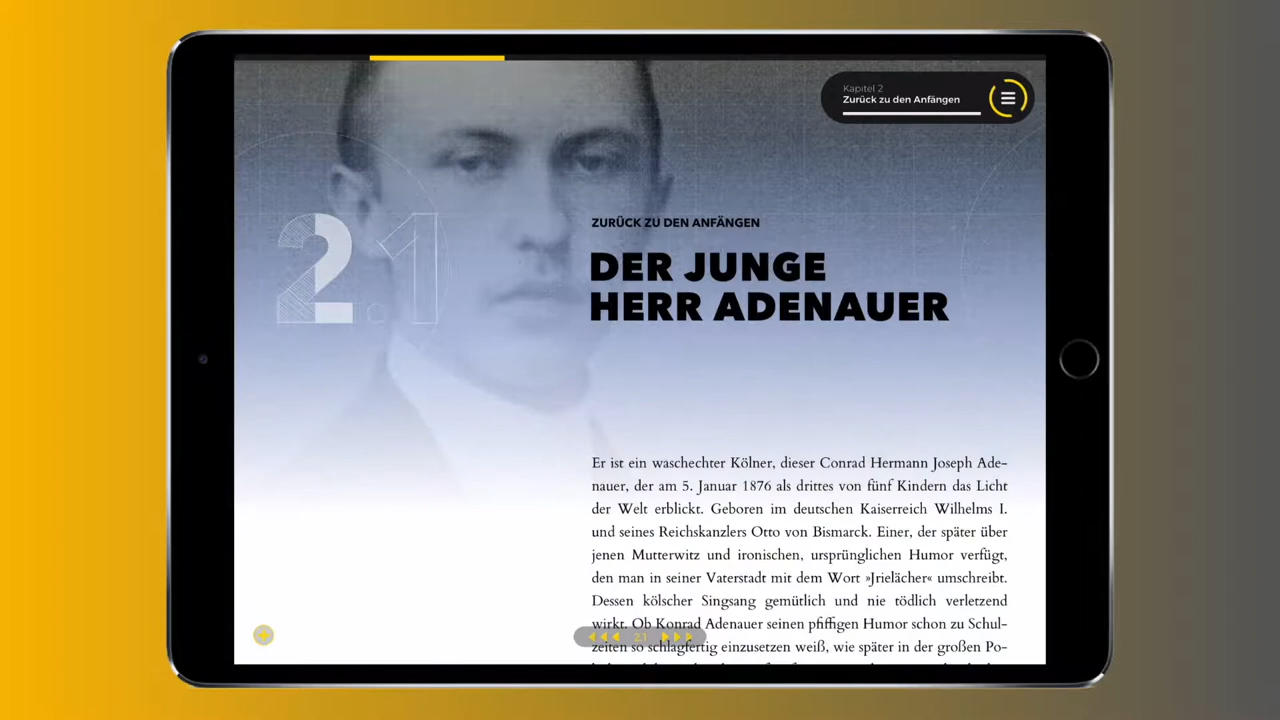 Kapitel 2
Zurück zu den Anfängen
2.1
ZURÜCK ZU DEN ANFÄNGEN
DER JUNGE
HERR ADENAUER
Er ist ein waschechter Kölner, dieser Conrad Hermann Joseph Ade-
nauer, der am 5. Januar 1876 als drittes von fünf Kindern das Licht
der Welt erblickt. Geboren im deutschen Kaiserreich Wilhelms I.
und seines Reichskanzlers Otto von Bismarck. Einer, der später über
jenen Mutterwitz und ironischen, ursprünglichen Humor verfügt,
den man in seiner Vaterstadt mit dem Wort »Jrielächer« umschreibt.
Dessen kölscher Singsang gemütlich und nie tödlich verletzend
wirkt. Ob Konrad Adenauer seinen pfiffigen Humor schon zu Schul-
2.1
zeiten so schlagfertig einzusetzen weiß, wie später in der großen Po-